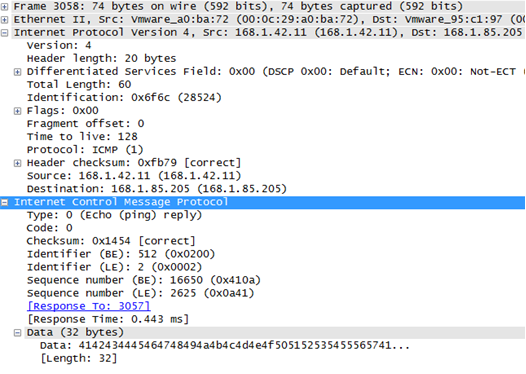 Frame 3058: 74 bytes on wire (592 bits), 74 bytes captured (592 bits)
Ethernet II, Src: Vmware_a0:ba:72 (00:0c:29:a0:ba:72), Dst: Vmware_95:c1:97 (00
Internet Protocol Version 4, Src: 168.1.42.11 (168.1.42.11), Dst: 168.1.85.205
Version: 4
Header length: 20 bytes
Differentiated Services Field: 0x00 (DSCP 0x00: Default; ECN: 0x00: Not-ECT
Total Length: 60
Identification: 0x6f6c (28524)
Flags: 0x00
Fragment offset: 0
Time to live: 128
Protocol: ICMP (1)
Header checksum: 0xfb79 [correct]
Source: 168.1.42.11 (168.1.42.11)
Destination: 168.1.85.205 (168.1.85.205)
Internet Control Message Protocol
Type: 0 (Echo (ping) reply)
Code: 0
Checksum: 0x1454 [correct]
Identifier (BE): 512 (0x0200)
Identifier (LE): 2 (0x0002)
Sequence number (BE): 16650 (0x410a)
Sequence number (LE): 2625 (0x0a41)
[Response To: 3057]
[Response Time: 0.443 ms]
Data (32 bytes)
Data: 4142434445464748494a4b4c4d4e4f505152535455565741...
[Length: 32]